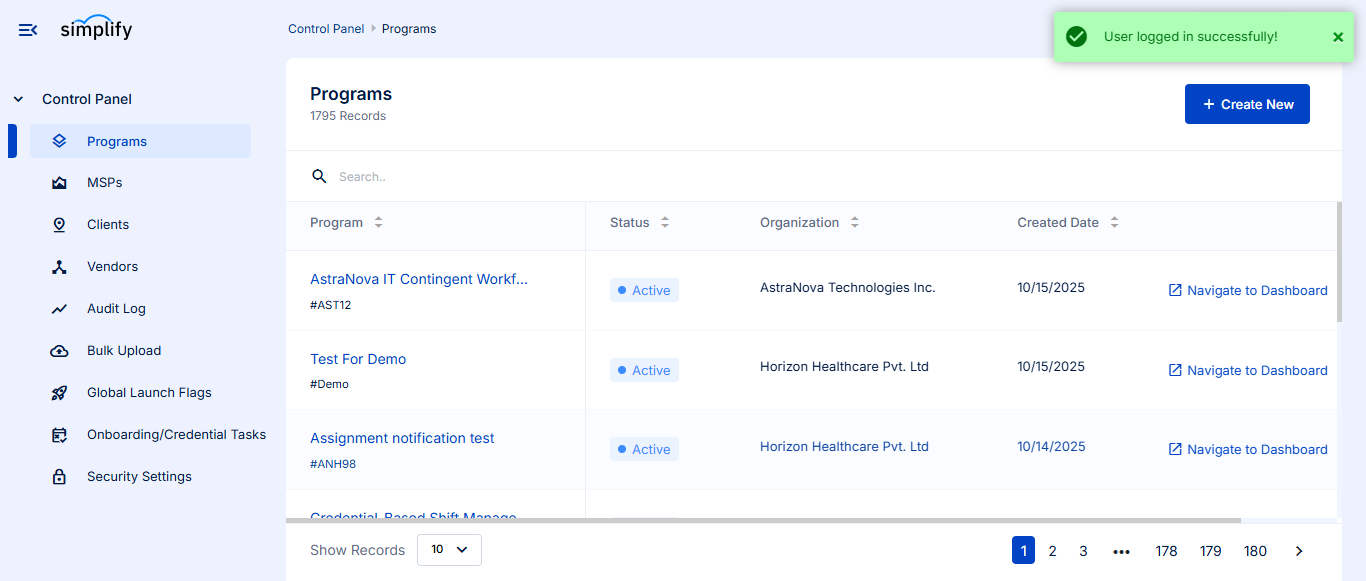 simplify
Control Panel
Programs
MSPs
Clients
Vendors
Audit Log
Bulk Upload
Global Launch Flags
Onboarding/Credential Tasks
Security Settings
Control Panel Programs
User logged in successfully!
Programs
1795 Records
+ Create New
Search..
Program Status Organization Created Date
AstraNova IT Contingent Workf...
#AST12
Active AstraNova Technologies Inc. 10/15/2025 Navigate to Dashboard
Test For Demo
#Demo
Active Horizon Healthcare Pvt. Ltd 10/15/2025 Navigate to Dashboard
Assignment notification test
#ANH98
Active Horizon Healthcare Pvt. Ltd 10/14/2025 Navigate to Dashboard
Credential-Based Shift Manage
Show Records 10 1 2 3 ••• 178 179 180